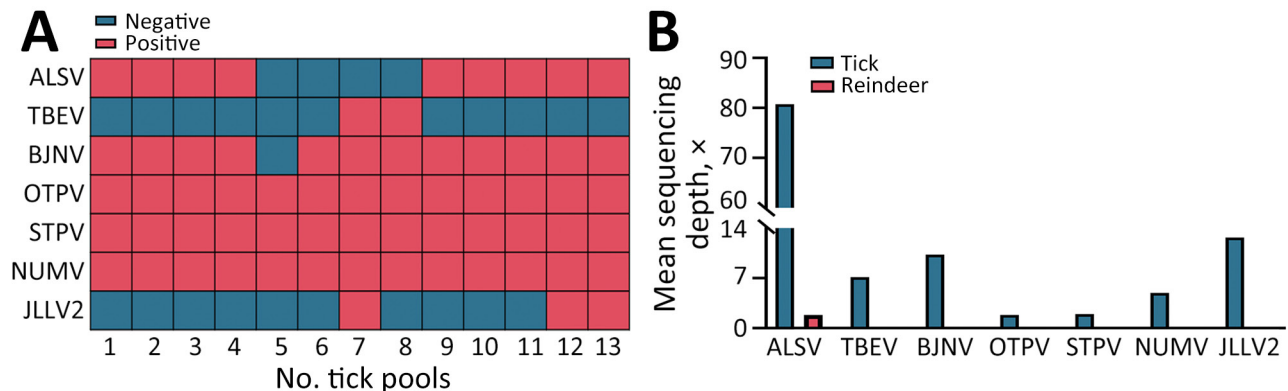 A
Negative
Positive
ALSV
TBEV
BJNV
OTPV
STPV
NUMV
JLLV2
1 2 3 4 5 6 7 8 9 10 11 12 13
No. tick pools
B
Tick
Reindeer
Mean sequencing
depth, ×
90
80
70
60
14
7
0
ALSV TBEV BJNV OTPV STPV NUMV JLLV2